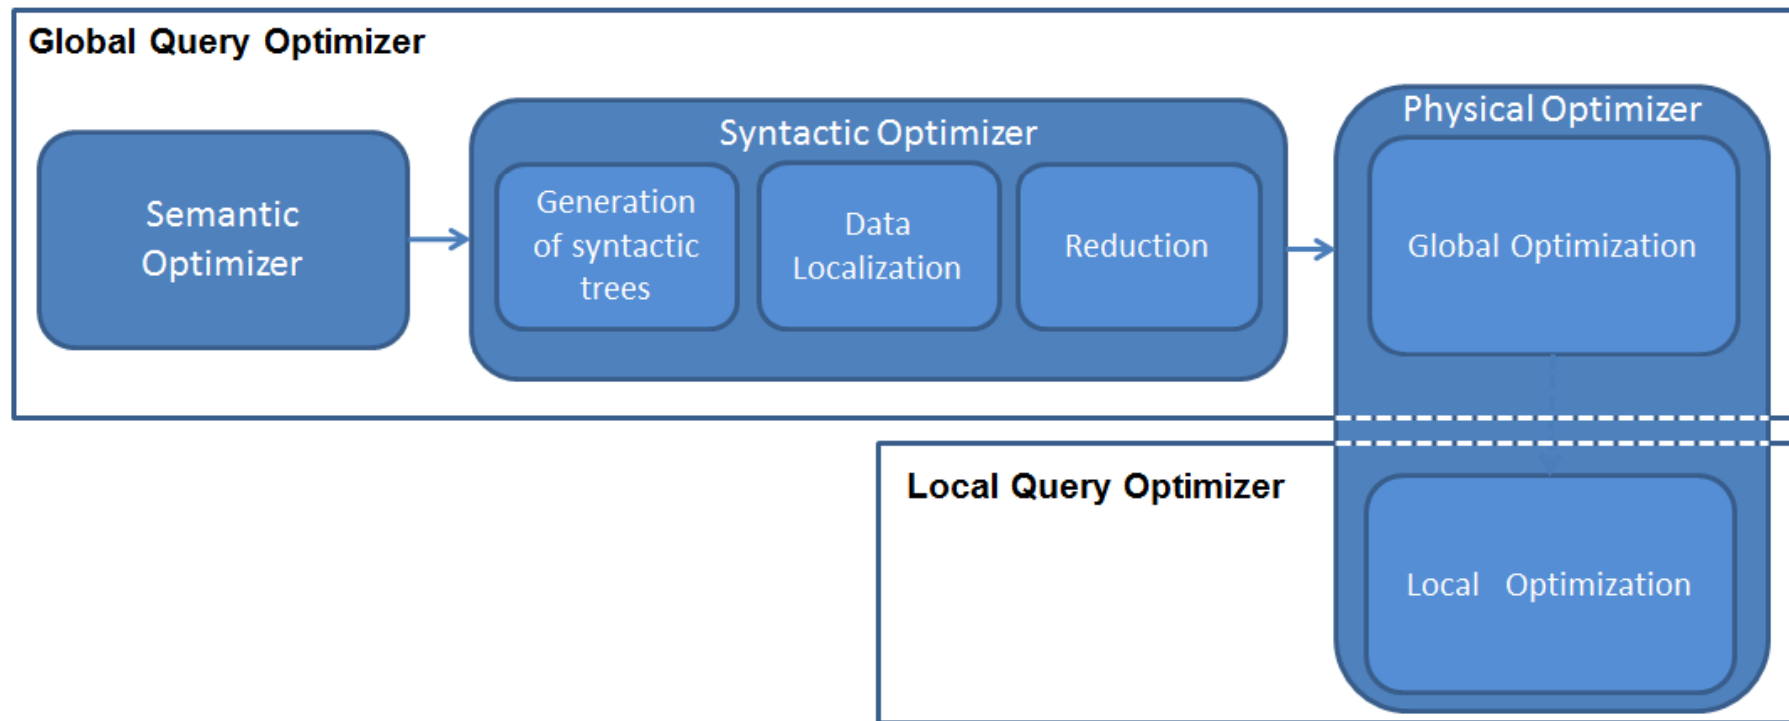 Global Query Optimizer
Semantic
Optimizer
Syntactic Optimizer
Generation
of syntactic
trees
Data
Localization
Reduction
Physical Optimizer
Global Optimization
Local Query Optimizer
Local Optimization